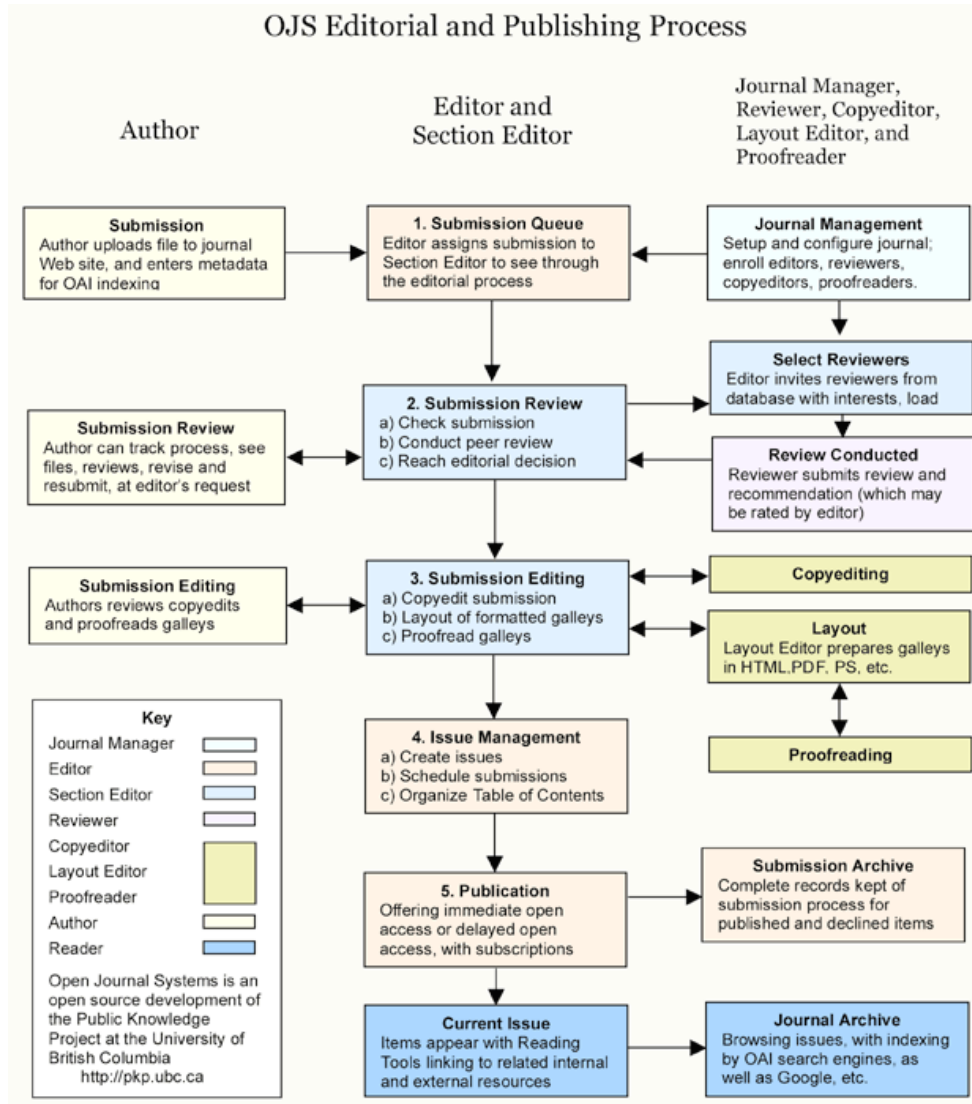 OJS Editorial and Publishing Process
Author
Editor and
Section Editor
Journal Manager,
Reviewer, Copyeditor,
Layout Editor, and
Proofreader
Submission
Author uploads file to journal
Web site, and enters metadata
for OAI indexing
1. Submission Queue
Editor assigns submission to
Section Editor to see through
the editorial process
Journal Management
Setup and configure journal;
enroll editors, reviewers,
copyeditors, proofreaders.
Select Reviewers
Editor invites reviewers from
database with interests, load
2. Submission Review
a) Check submission
b) Conduct peer review
c) Reach editorial decision
Submission Review
Author can track process, see
files, reviews, revise and
resubmit, at editor's request
Review Conducted
Reviewer submits review and
recommendation (which may
be rated by editor)
Submission Editing
Authors reviews copyedits
and proofreads galleys
3. Submission Editing
a) Copyedit submission
b) Layout of formatted galleys
c) Proofread galleys
Copyediting
Layout
Layout Editor prepares galleys
in HTML,PDF, PS, etc.
Proofreading
4. Issue Management
a) Create issues
b) Schedule submissions
c) Organize Table of Contents
5. Publication
Offering immediate open
access or delayed open
access, with subscriptions
Submission Archive
Complete records kept of
submission process for
published and declined items
Current Issue
Items appear with Reading
Tools linking to related internal
and external resources
Journal Archive
Browsing issues, with indexing
by OAI search engines, as
well as Google, etc.
Key
Journal Manager
Editor
Section Editor
Reviewer
Copyeditor
Layout Editor
Proofreader
Author
Reader
Open Journal Systems is an
open source development of
the Public Knowledge
Project at the University of
British Columbia
http://pkp.ubc.ca